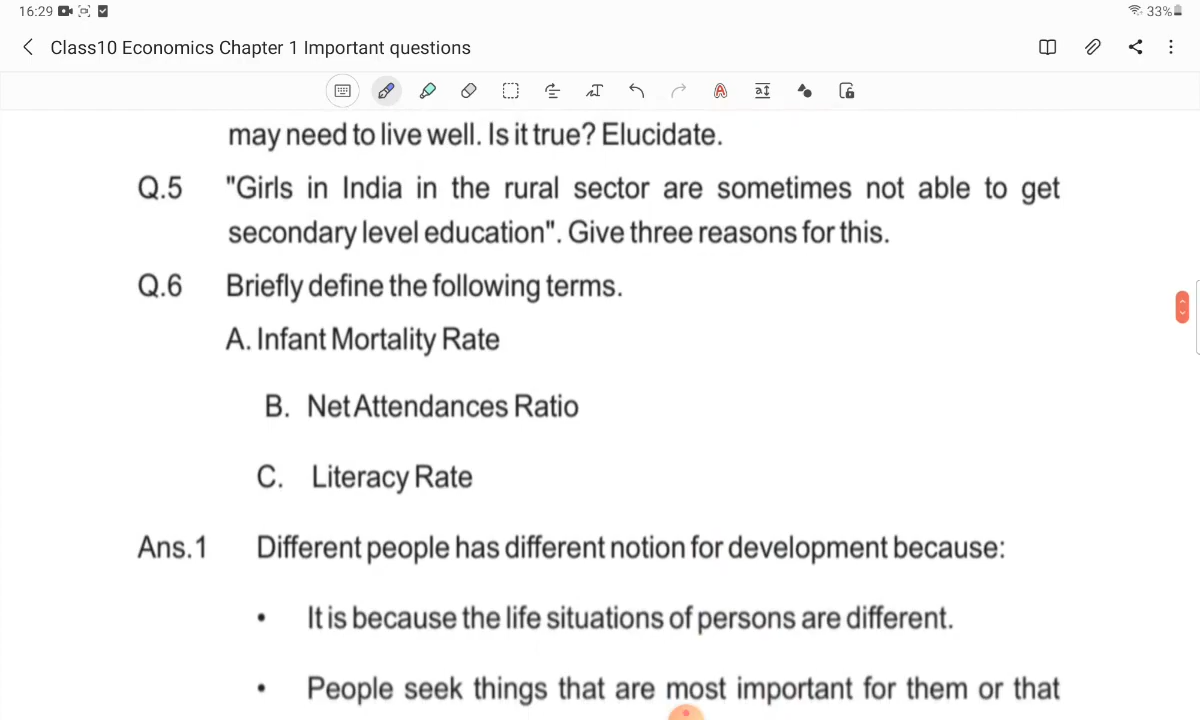 16:29
33%
Class10 Economics Chapter 1 Important questions
may need to live well. Is it true? Elucidate.
Q.5 "Girls in India in the rural sector are sometimes not able to get
secondary level education". Give three reasons for this.
Q.6 Briefly define the following terms.
A. Infant Mortality Rate
B. Net Attendances Ratio
C. Literacy Rate
Ans.1 Different people has different notion for development because:
• It is because the life situations of persons are different.
• People seek things that are most important for them or that